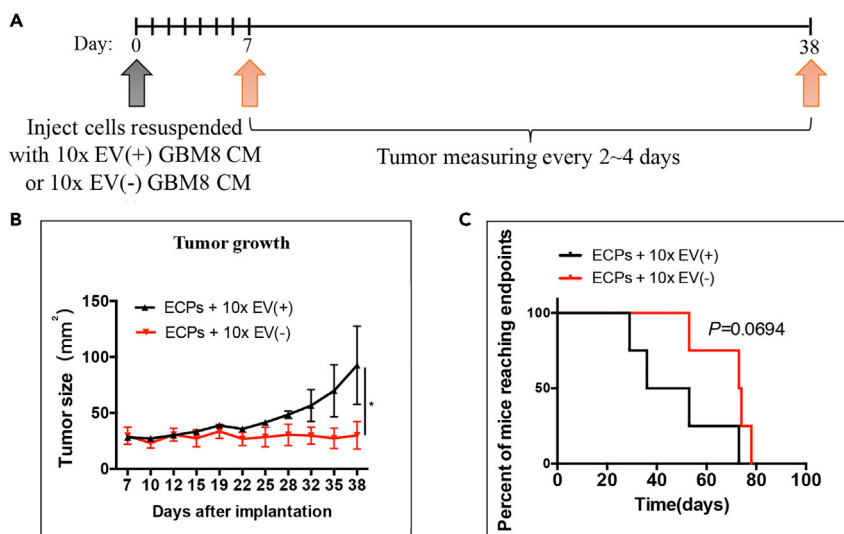 A
Day:
0
7
38
Inject cells resuspended
with 10x EV(+) GBM8 CM
or 10x EV(-) GBM8 CM
Tumor measuring every 2~4 days
B
Tumor growth
ECPs + 10x EV(+)
ECPs + 10x EV(-)
Tumor size (mm²)
150
100
50
0
*
7 10 12 15 19 22 25 28 32 35 38
Days after implantation
C
ECPs + 10x EV(+)
ECPs + 10x EV(-)
P=0.0694
Percent of mice reaching endpoints
100
50
0
0 20 40 60 80 100
Time(days)